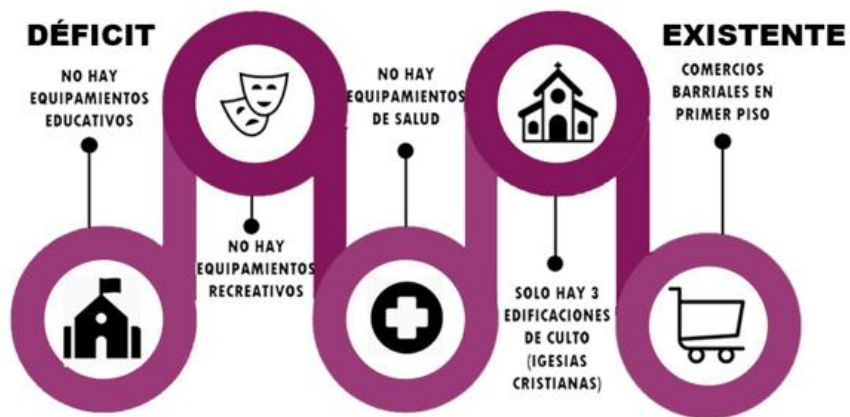 DÉFICIT
NO HAY
EQUIPAMIENTOS
EDUCATIVOS
NO HAY
EQUIPAMIENTOS
RECREATIVOS
NO HAY
EQUIPAMIENTOS
DE SALUD
SOLO HAY 3
EDIFICACIONES
DE CULTO
(IGESIAS
CRISTIANAS)
EXISTENTE
COMERCIOS
BARRIALES EN
PRIMER PISO